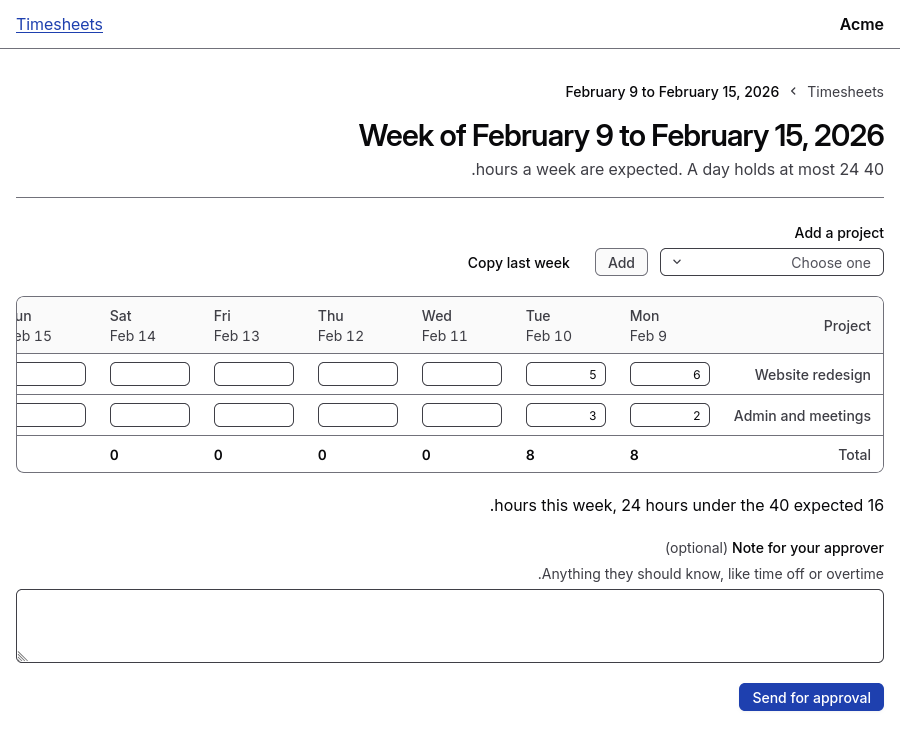 Timesheets Acme
February 9 to February 15, 2026 ‹ Timesheets
Week of February 9 to February 15, 2026
.hours a week are expected. A day holds at most 24 40
Add a project
Copy last week Add Choose one
un Sat Fri Thu Wed Tue Mon Project
eb 15 Feb 14 Feb 13 Feb 12 Feb 11 Feb 10 Feb 9
5 6 Website redesign
3 2 Admin and meetings
0 0 0 0 8 8 Total
.hours this week, 24 hours under the 40 expected 16
(optional) Note for your approver
.Anything they should know, like time off or overtime
Send for approval